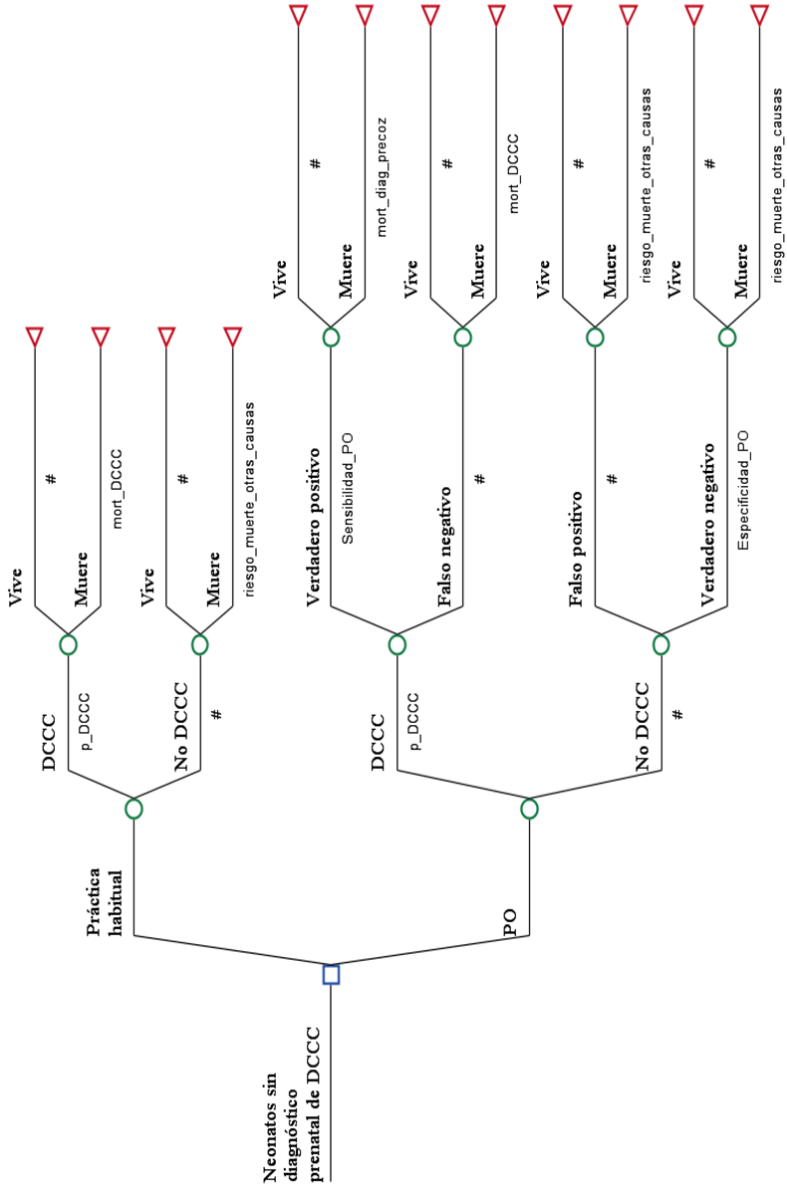 Neonatos sin
diagnóstico
prenatal de DCCC
Práctica
habitual
DCCC
p_DCCC
Vive
#
Muere
mort_DCCC
No DCCC
#
Vive
#
Muere
riesgo_muerte_otras_causas
PO
DCCC
p_DCCC
Verdadero positivo
Sensibilidad_PO
Vive
#
Muere
mort_diag_precoz
Falso negativo
#
Vive
#
Muere
mort_DCCC
No DCCC
#
Falso positivo
#
Vive
#
Muere
riesgo_muerte_otras_causas
Verdadero negativo
Especificidad_PO
Vive
#
Muere
riesgo_muerte_otras_causas